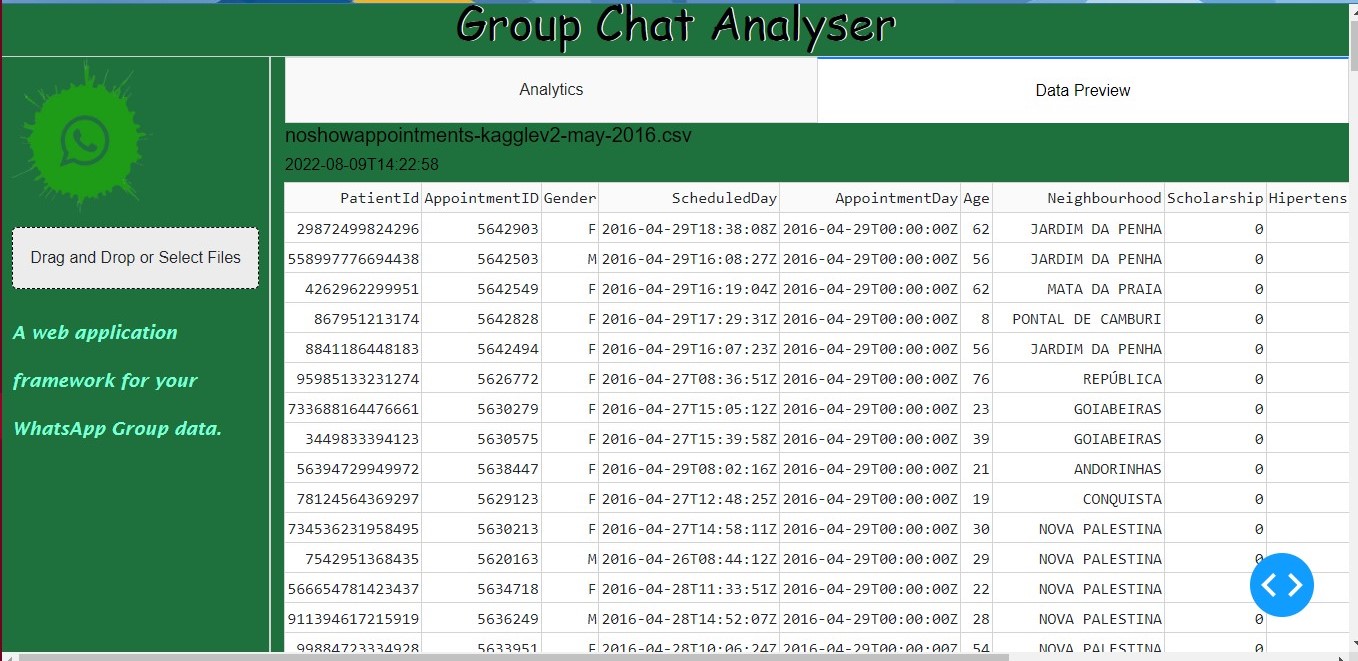 Group Chat Analyser
Analytics Data Preview
noshowappointments-kagglev2-may-2016.csv
2022-08-09T14:22:58
Drag and Drop or Select Files
A web application
framework for your
WhatsApp Group data.
PatientId AppointmentID Gender ScheduledDay AppointmentDay Age Neighbourhood Scholarship Hipertens
29872499824296 5642903 F 2016-04-29T18:38:08Z 2016-04-29T00:00:00Z 62 JARDIM DA PENHA 0
558997776694438 5642503 M 2016-04-29T16:08:27Z 2016-04-29T00:00:00Z 56 JARDIM DA PENHA 0
4262962299951 5642549 F 2016-04-29T16:19:04Z 2016-04-29T00:00:00Z 62 MATA DA PRAIA 0
867951213174 5642828 F 2016-04-29T17:29:31Z 2016-04-29T00:00:00Z 8 PONTAL DE CAMBURI 0
8841186448183 5642494 F 2016-04-29T16:07:23Z 2016-04-29T00:00:00Z 56 JARDIM DA PENHA 0
95985133231274 5626772 F 2016-04-27T08:36:51Z 2016-04-29T00:00:00Z 76 REPÚBLICA 0
733688164476661 5630279 F 2016-04-27T15:05:12Z 2016-04-29T00:00:00Z 23 GOIABEIRAS 0
3449833394123 5630575 F 2016-04-27T15:39:58Z 2016-04-29T00:00:00Z 39 GOIABEIRAS 0
56394729949972 5638447 F 2016-04-29T08:02:16Z 2016-04-29T00:00:00Z 21 ANDORINHAS 0
78124564369297 5629123 F 2016-04-27T12:48:25Z 2016-04-29T00:00:00Z 19 CONQUISTA 0
734536231958495 5630213 F 2016-04-27T14:58:11Z 2016-04-29T00:00:00Z 30 NOVA PALESTINA 0
7542951368435 5620163 M 2016-04-26T08:44:12Z 2016-04-29T00:00:00Z 29 NOVA PALESTINA 0
566654781423437 5634718 F 2016-04-28T11:33:51Z 2016-04-29T00:00:00Z 22 NOVA PALESTINA 0
911394617215919 5636249 M 2016-04-28T14:52:07Z 2016-04-29T00:00:00Z 28 NOVA PALESTINA 0
99884723334928 5633951 F 2016-04-28T10:06:24Z 2016-04-29T00:00:00Z 54 NOVA PALESTINA 0